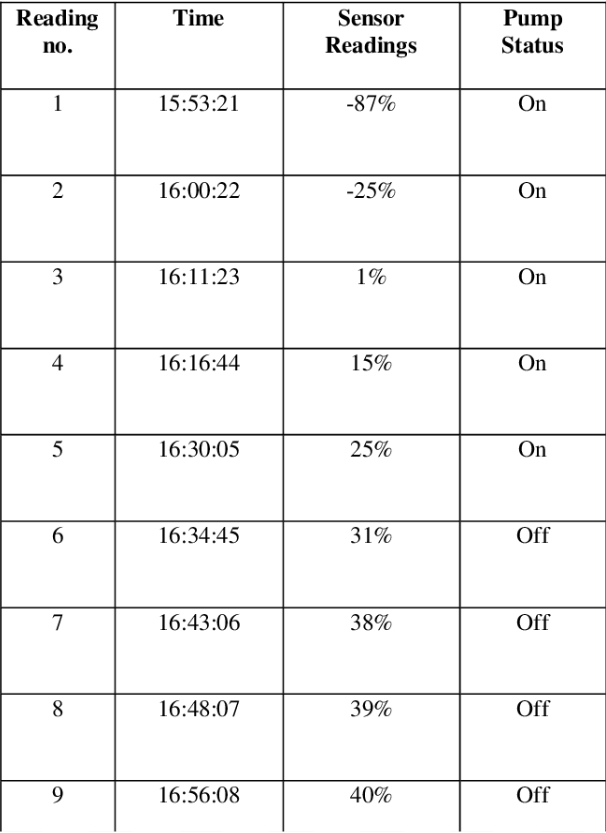 Reading no. Time Sensor Readings Pump Status
1 15:53:21 -87% On
2 16:00:22 -25% On
3 16:11:23 1% On
4 16:16:44 15% On
5 16:30:05 25% On
6 16:34:45 31% Off
7 16:43:06 38% Off
8 16:48:07 39% Off
9 16:56:08 40% Off